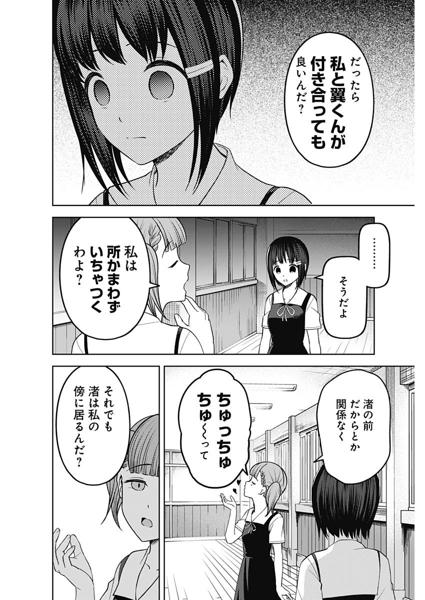 だったら
私と翼くんが
付き合っても
良いんだ？
………
そうだよ
私は
所かまわず
いちゃつく
わよ？
渚の前
だからとか
関係なく
ちゅっちゅ
ちゅ〜って
それでも
渚は私の
傍に居るんだ？